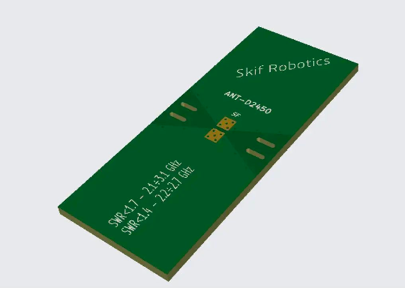 Skif Robotics
ANT-D2450
SF
SWR<1.7 - 2.1÷3.1 GHz
SWR<1.4 - 2.2÷2.7 GHz